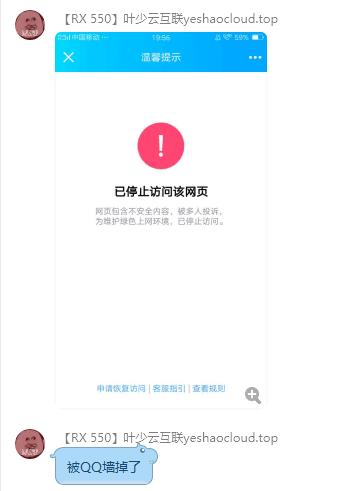 【RX 550】叶少云互联yeshaocloud.top
中国移动
19:56
59%
温馨提示
已停止访问该网页
网页包含不安全内容，被多人投诉，
为维护绿色上网环境，已停止访问。
申请恢复访问 | 客服指引 | 查看规则
【RX 550】叶少云互联yeshaocloud.top
被QQ墙掉了